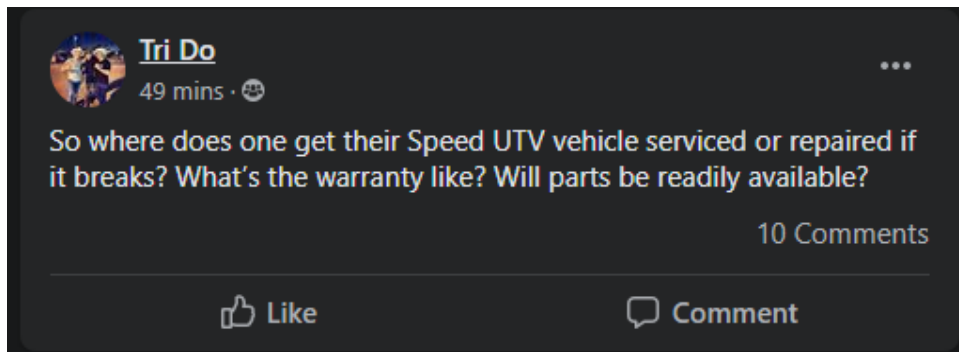 Tri Do
49 mins ·
So where does one get their Speed UTV vehicle serviced or repaired if
it breaks? What’s the warranty like? Will parts be readily available?
10 Comments
Like
Comment